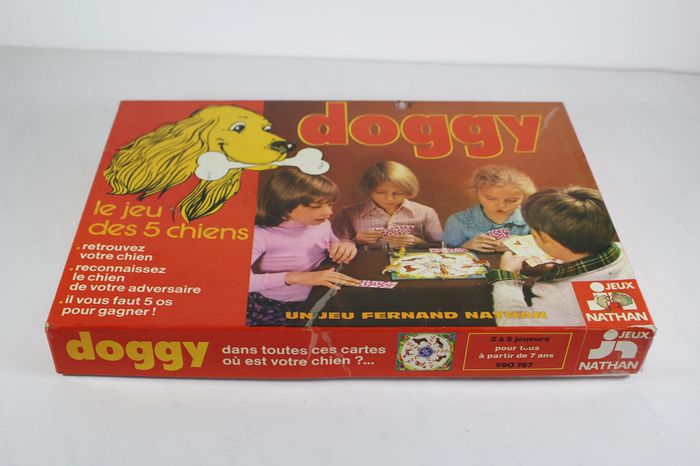 doggy
le jeu
des 5 chiens
• retrouvez
votre chien
• reconnaissez
le chien
de votre adversaire
• il vous faut 5 os
pour gagner !
UN JEU FERNAND NATHAN
JEUX
NATHAN
doggy
dans toutes ces cartes
où est votre chien ?...
2 à 5 joueurs
pour tous
à partir de 7 ans
590 767
JEUX
NATHAN